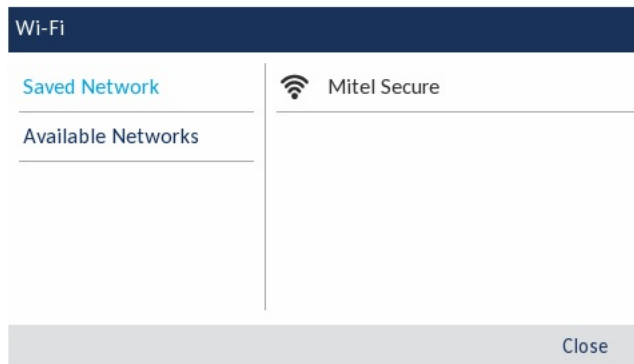 Wi-Fi
Saved Network
Available Networks
Mitel Secure
Close